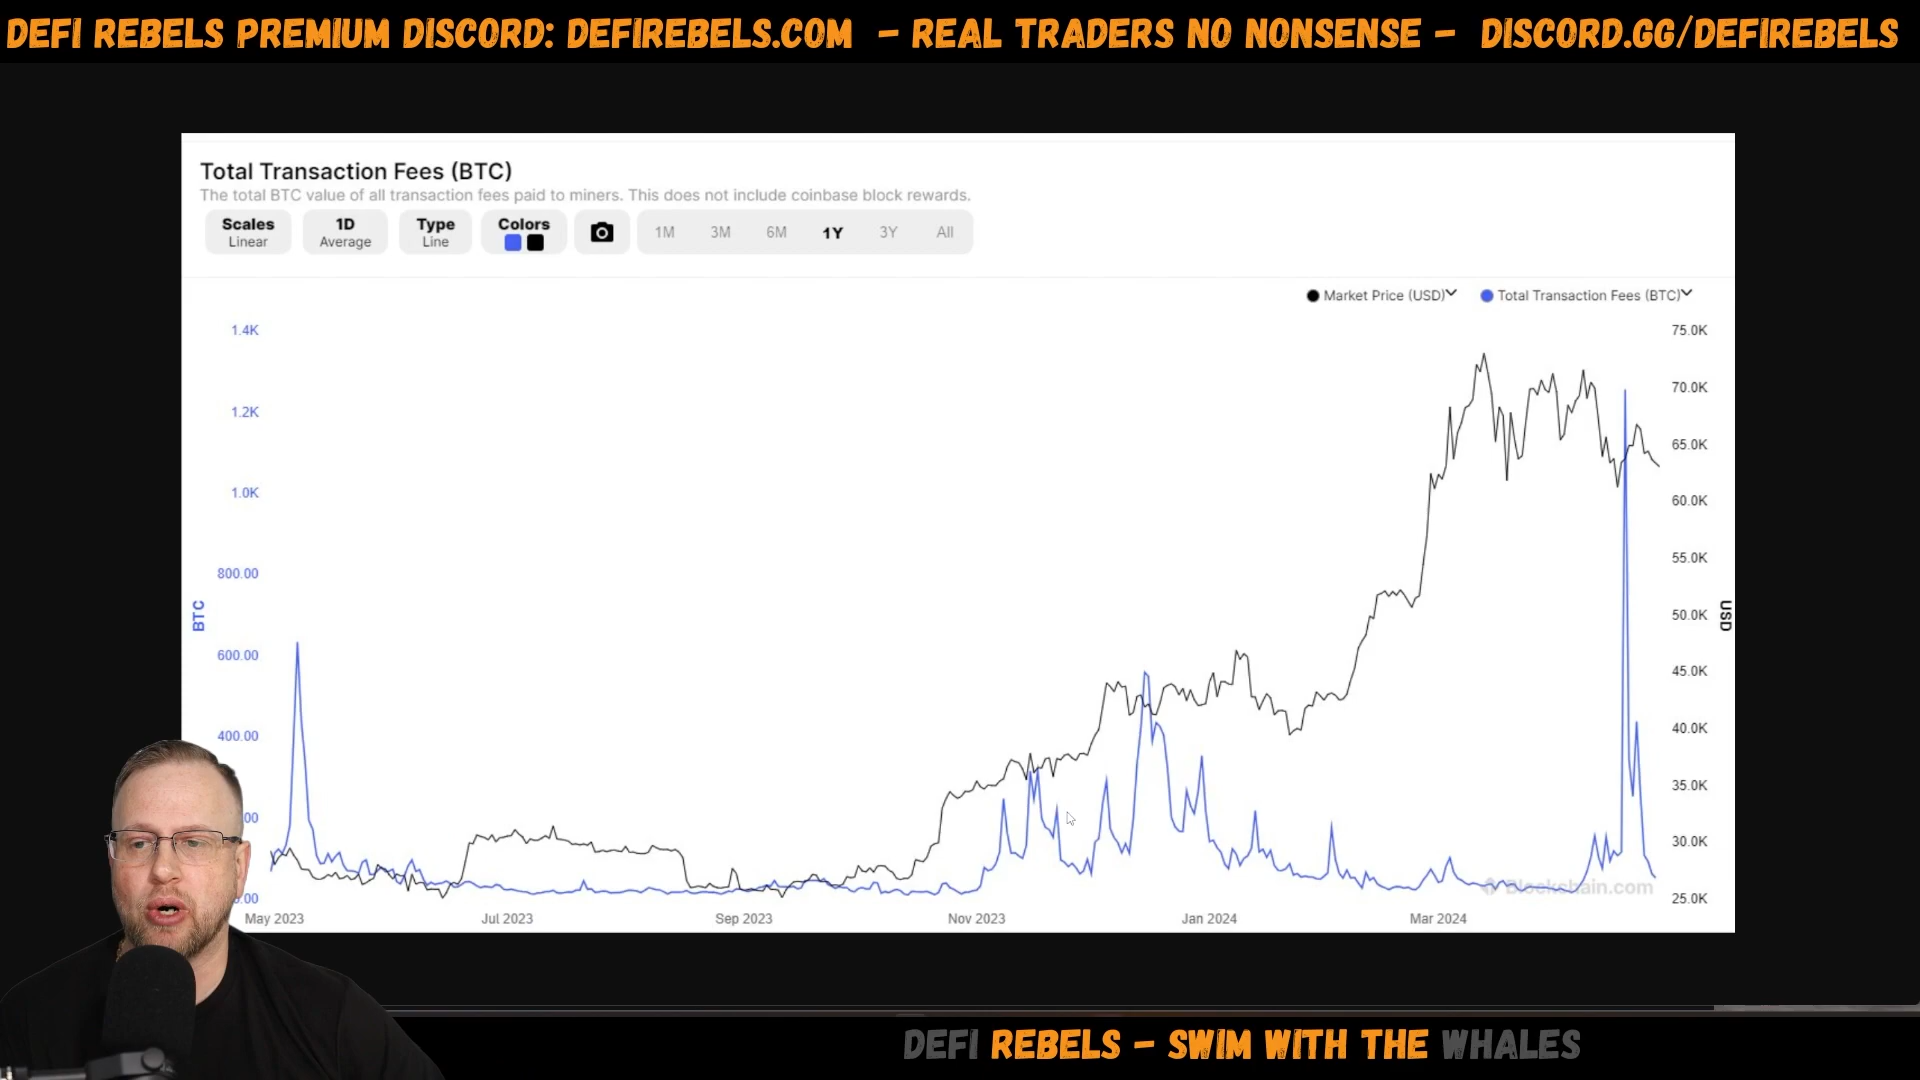 DEFI REBELS PREMIUM DISCORD: DEFIREBELS.COM – REAL TRADERS NO NONSENSE – DISCORD.GG/DEFIREBELS
Total Transaction Fees (BTC)
The total BTC value of all transaction fees paid to miners. This does not include coinbase block rewards.
Scales 1D Type Colors
Linear Average Line
1M 3M 6M 1Y 3Y All
Market Price (USD) Total Transaction Fees (BTC)
1.4K 75.0K
70.0K
1.2K
65.0K
1.0K 60.0K
55.0K
800.00
BTC 50.0K USD
600.00 45.0K
400.00 40.0K
35.0K
30.0K
Blockchain.com
25.0K
May 2023 Jul 2023 Sep 2023 Nov 2023 Jan 2024 Mar 2024
DEFI REBELS – SWIM WITH THE WHALES